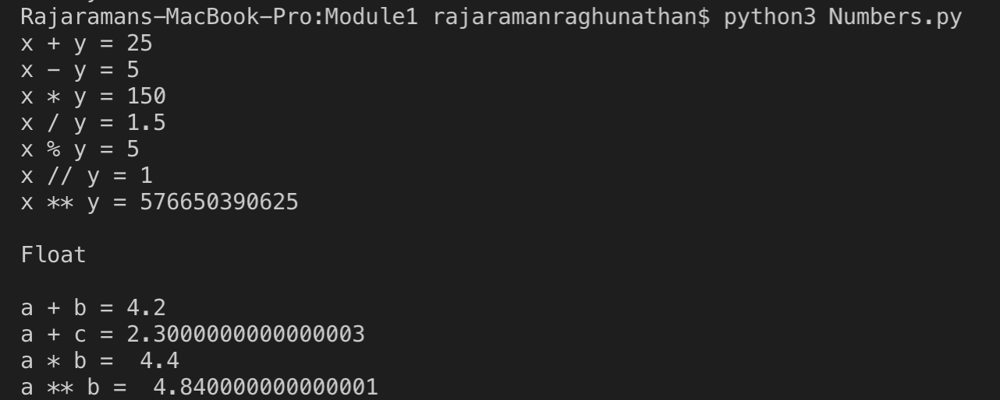 Rajaramans-MacBook-Pro:Module1 rajaramanraghunathan$ python3 Numbers.py
x + y = 25
x - y = 5
x * y = 150
x / y = 1.5
x % y = 5
x // y = 1
x ** y = 576650390625
Float
a + b = 4.2
a + c = 2.3000000000000003
a * b =  4.4
a ** b =  4.840000000000001